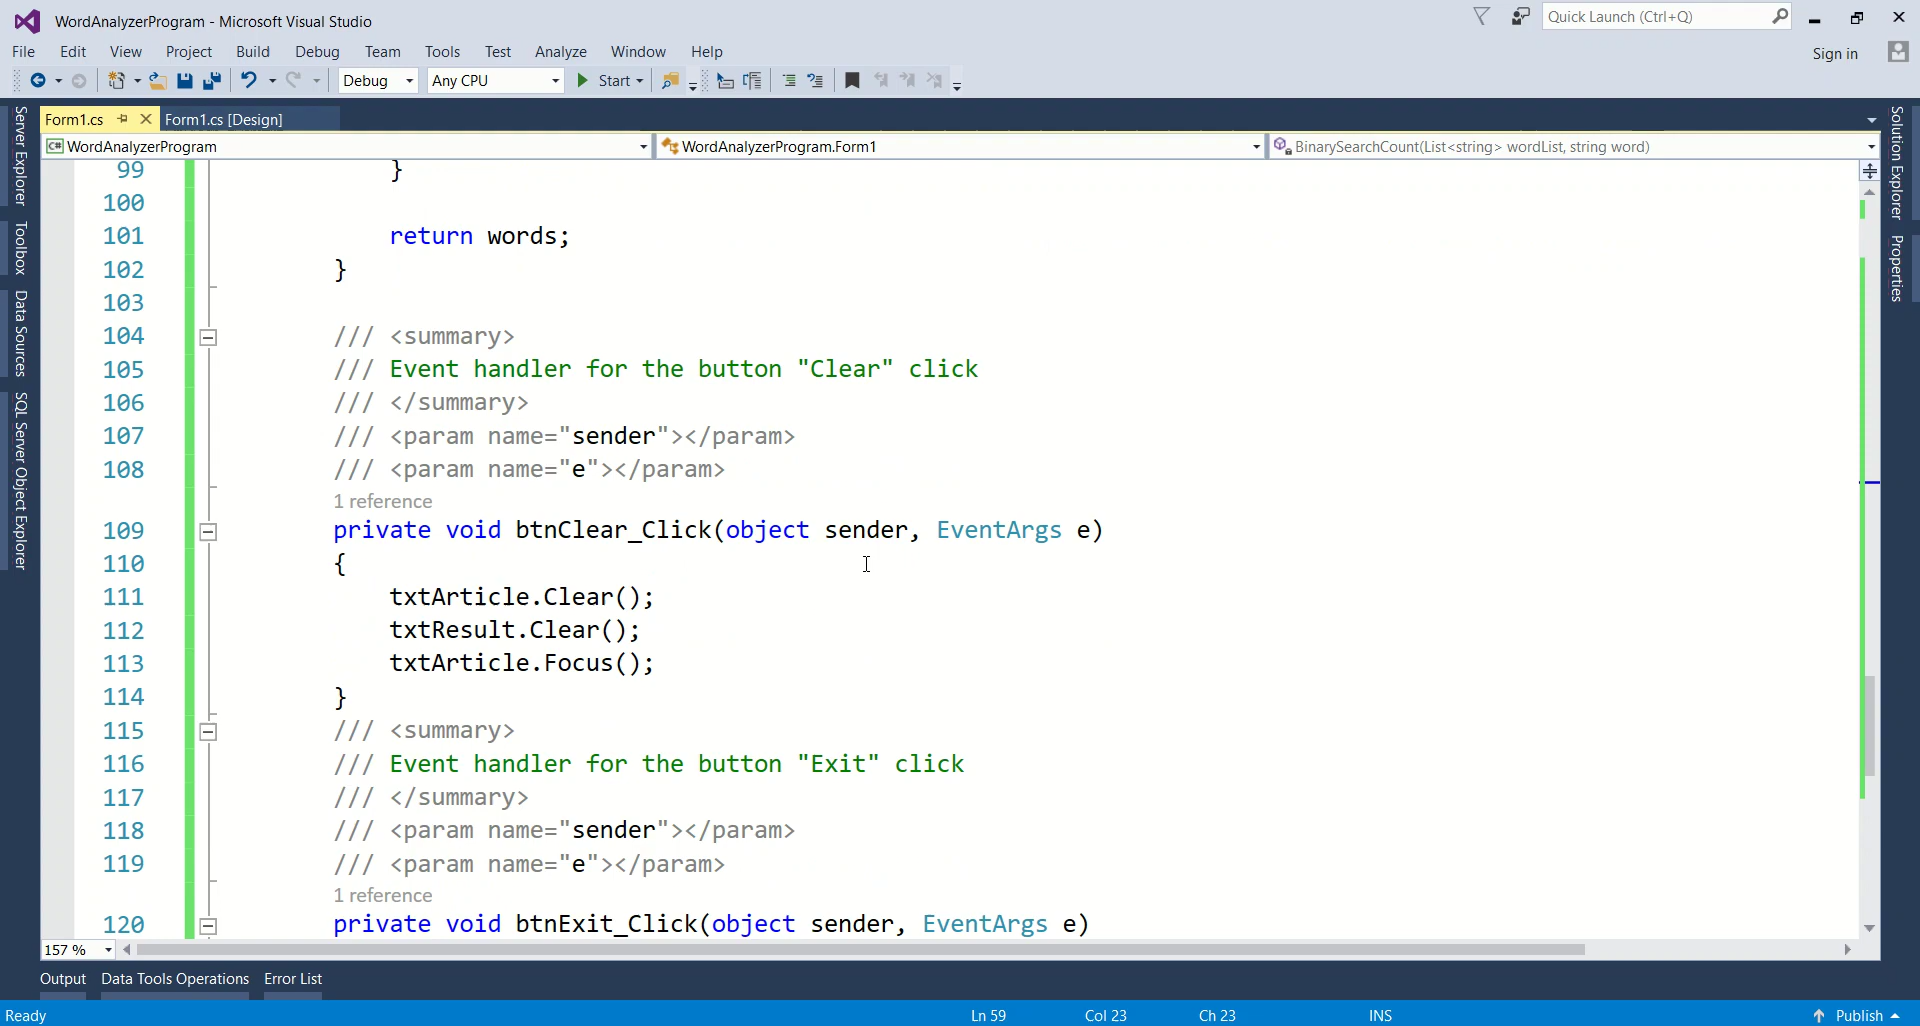 WordAnalyzerProgram - Microsoft Visual Studio
Quick Launch (Ctrl+Q)
File Edit View Project Build Debug Team Tools Test Analyze Window Help
Sign in
Debug Any CPU Start
Form1.cs Form1.cs [Design]
WordAnalyzerProgram WordAnalyzerProgram.Form1 BinarySearchCount(List<string> wordList, string word)
Server Explorer
Toolbox
Data Sources
SQL Server Object Explorer
Solution Explorer
Properties
99 }
100
101 return words;
102 }
103
104 /// <summary>
105 /// Event handler for the button "Clear" click
106 /// </summary>
107 /// <param name="sender"></param>
108 /// <param name="e"></param>
1 reference
109 private void btnClear_Click(object sender, EventArgs e)
110 {
111 txtArticle.Clear();
112 txtResult.Clear();
113 txtArticle.Focus();
114 }
115 /// <summary>
116 /// Event handler for the button "Exit" click
117 /// </summary>
118 /// <param name="sender"></param>
119 /// <param name="e"></param>
1 reference
120 private void btnExit_Click(object sender, EventArgs e)
157 %
Output Data Tools Operations Error List
Ready Ln 59 Col 23 Ch 23 INS Publish